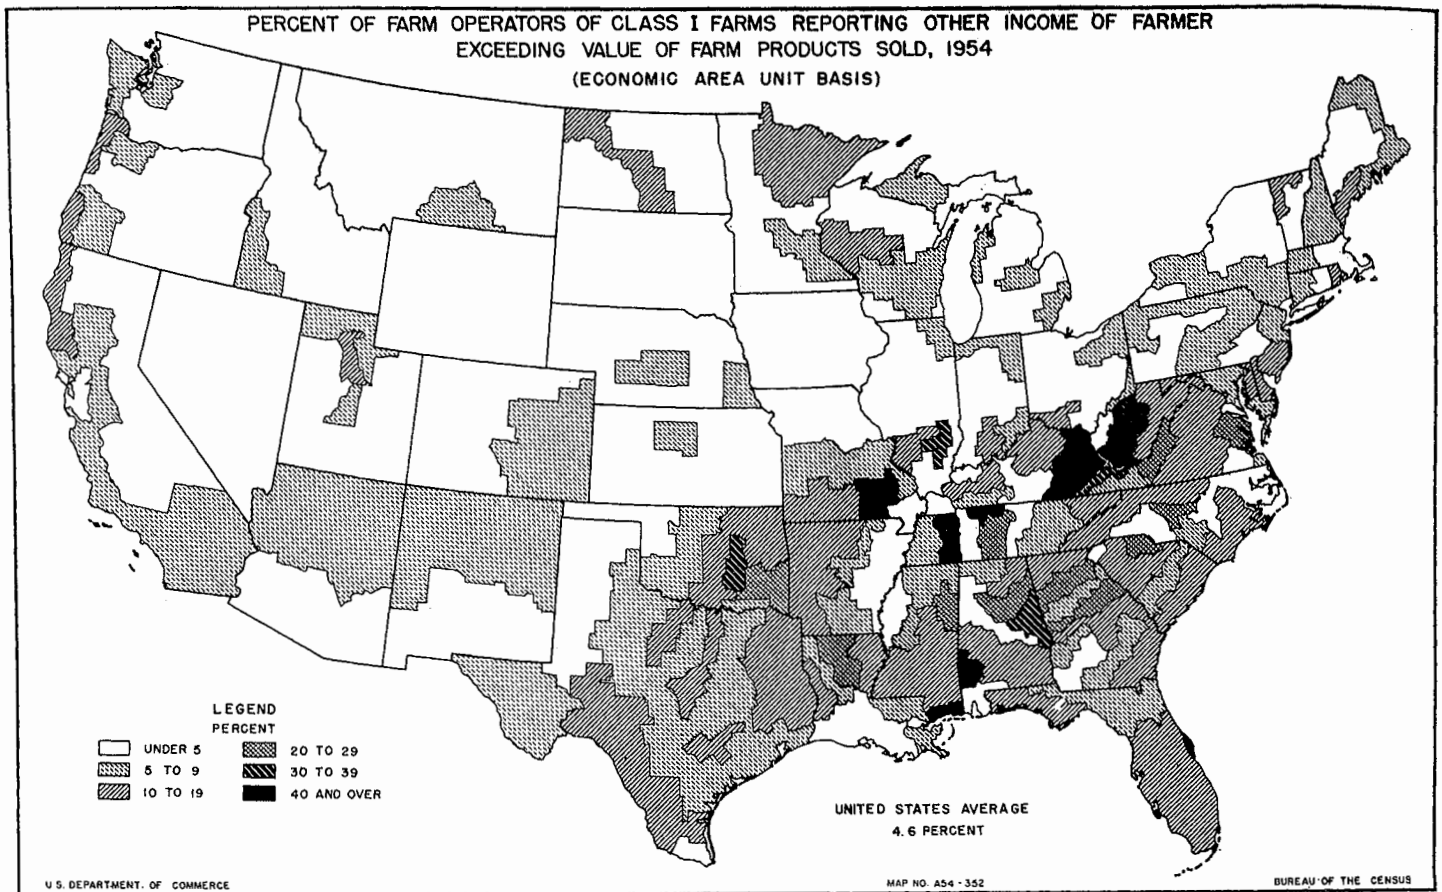 PERCENT OF FARM OPERATORS OF CLASS I FARMS REPORTING OTHER INCOME OF FARMER
EXCEEDING VALUE OF FARM PRODUCTS SOLD, 1954
(ECONOMIC AREA UNIT BASIS)
LEGEND
PERCENT
UNDER 5
5 TO 9
10 TO 19
20 TO 29
30 TO 39
40 AND OVER
UNITED STATES AVERAGE
4.6 PERCENT
U.S. DEPARTMENT. OF COMMERCE
MAP NO. A54-352
BUREAU OF THE CENSUS